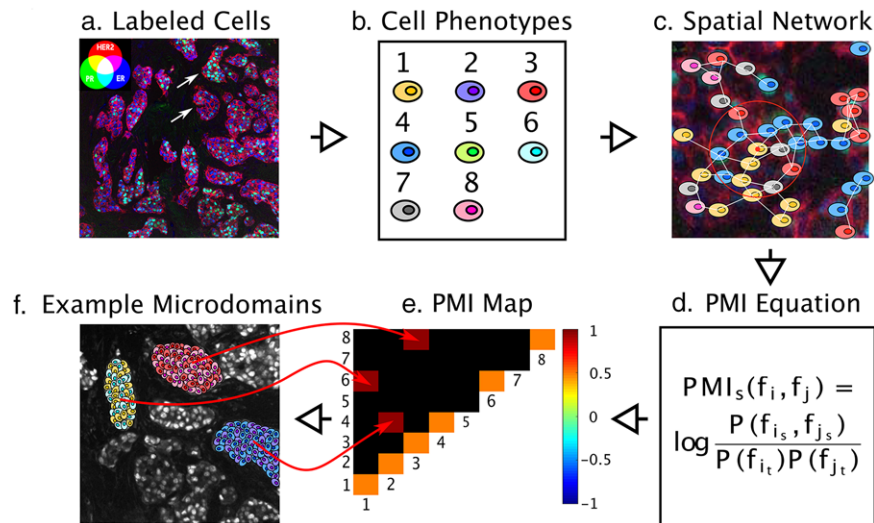 a. Labeled Cells
HER2
PR
ER
b. Cell Phenotypes
1 2 3
4 5 6
7 8
c. Spatial Network
d. PMI Equation
PMIₛ(fᵢ,fⱼ) =
log P(fᵢₛ,fⱼₛ) / P(fᵢₜ)P(fⱼₜ)
e. PMI Map
8
7
6
5
4
3
2
1
1
2
3
4
5
6
7
8
1
0.5
0
-0.5
-1
f. Example Microdomains